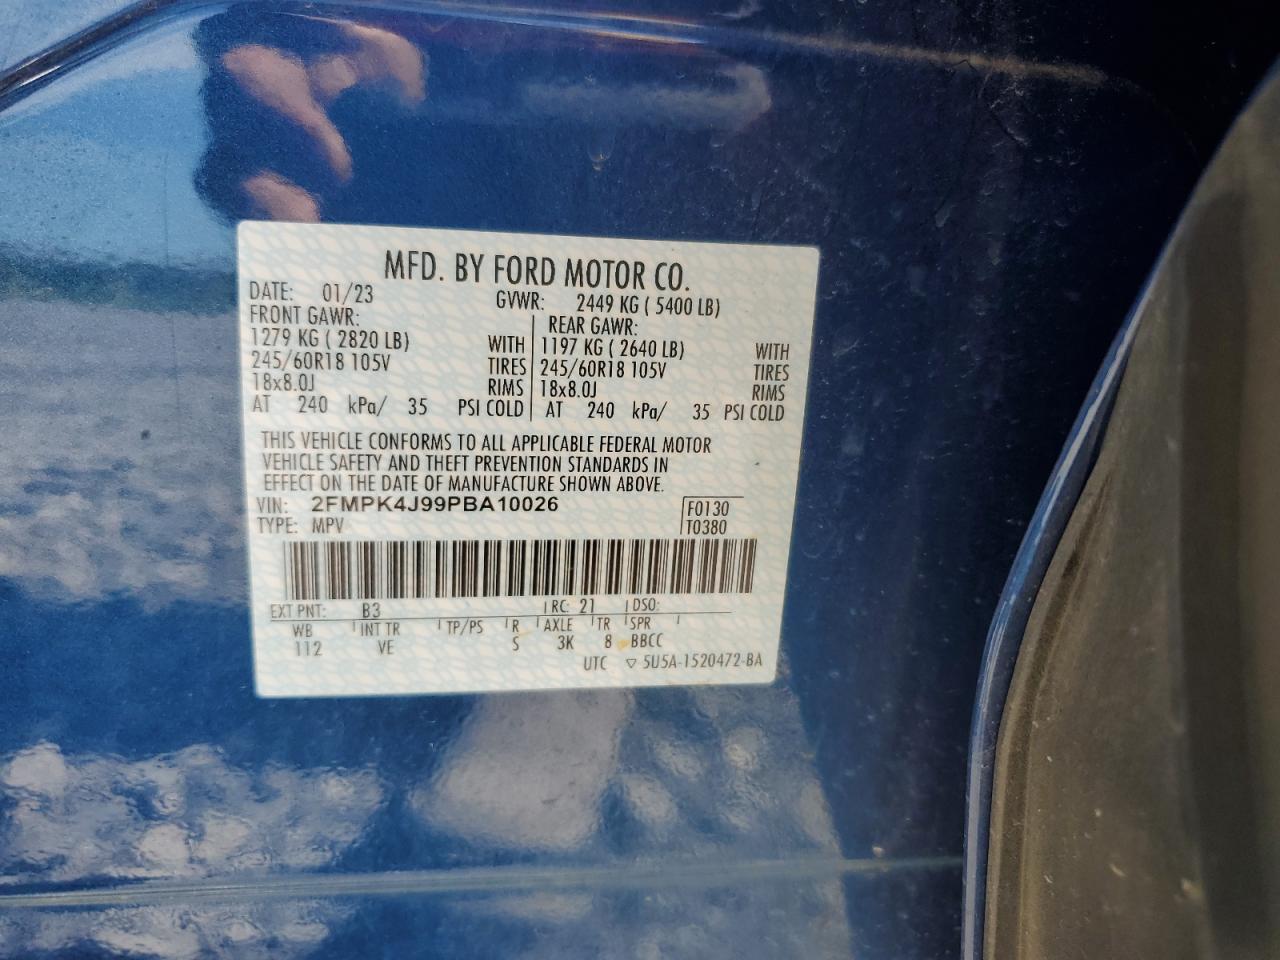 MFD. BY FORD MOTOR CO.
DATE: 01/23 GVWR: 2449 KG ( 5400 LB)
FRONT GAWR: REAR GAWR:
1279 KG ( 2820 LB) WITH 1197 KG ( 2640 LB) WITH
245/60R18 105V TIRES 245/60R18 105V TIRES
18x8.0J RIMS 18x8.0J RIMS
AT 240 kPa/ 35 PSI COLD AT 240 kPa/ 35 PSI COLD
THIS VEHICLE CONFORMS TO ALL APPLICABLE FEDERAL MOTOR
VEHICLE SAFETY AND THEFT PREVENTION STANDARDS IN
EFFECT ON THE DATE OF MANUFACTURE SHOWN ABOVE.
VIN: 2FMPK4J99PBA10026 F0130
TYPE: MPV T0380
EXT PNT: B3 RC: 21 DSO:
WB INT TR TP/PS R AXLE TR SPR
112 VE S 3K 8 BBCC
UTC ▽ 5U5A-1520472-BA